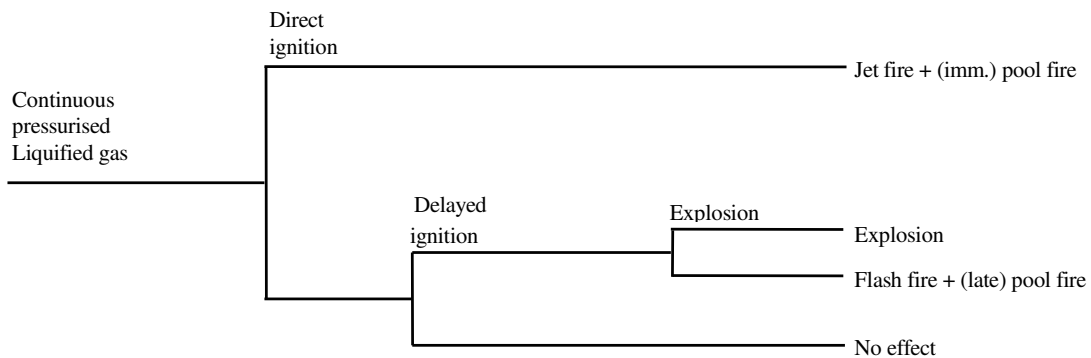 Direct
ignition
Jet fire + (imm.) pool fire
Continuous
pressurised
Liquified gas
Delayed
ignition
Explosion
Explosion
Flash fire + (late) pool fire
No effect